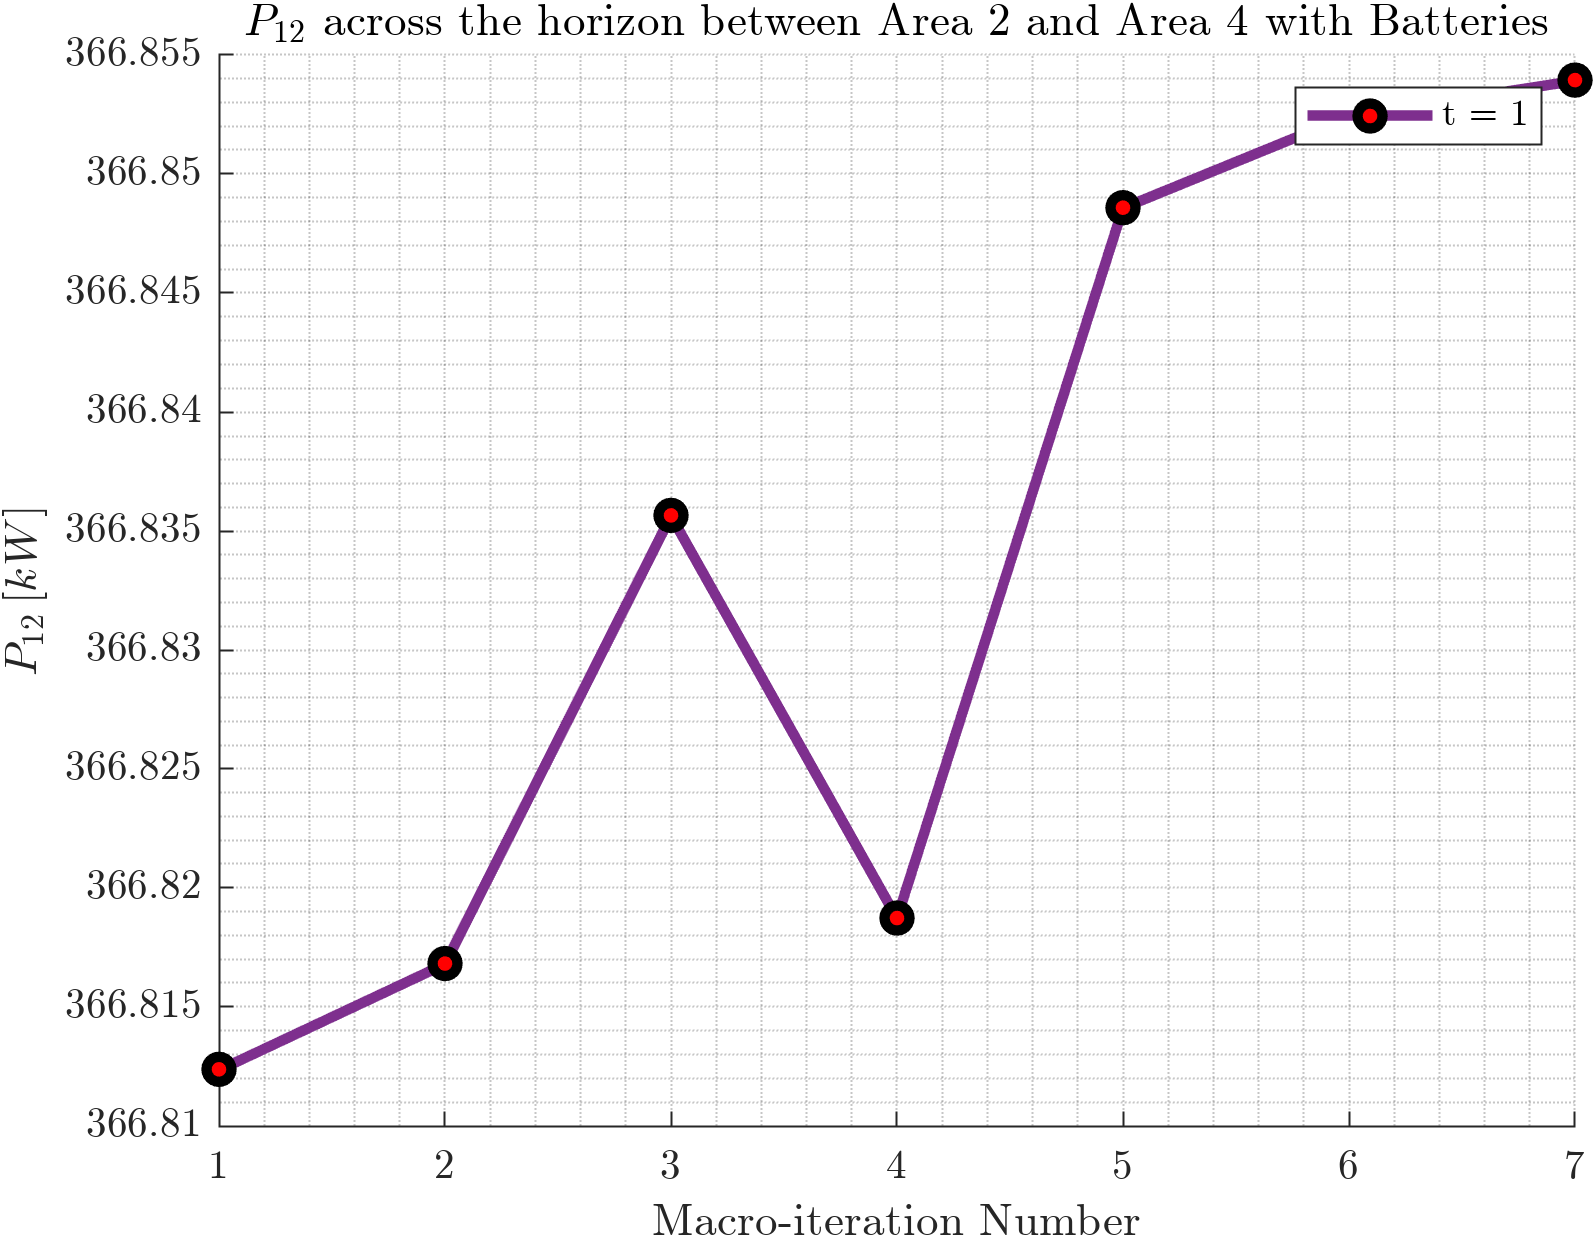 P₁₂ across the horizon between Area 2 and Area 4 with Batteries
366.855
366.85
366.845
366.84
366.835
366.83
366.825
366.82
366.815
366.81
P₁₂ [kW]
t = 1
1 2 3 4 5 6 7
Macro-iteration Number